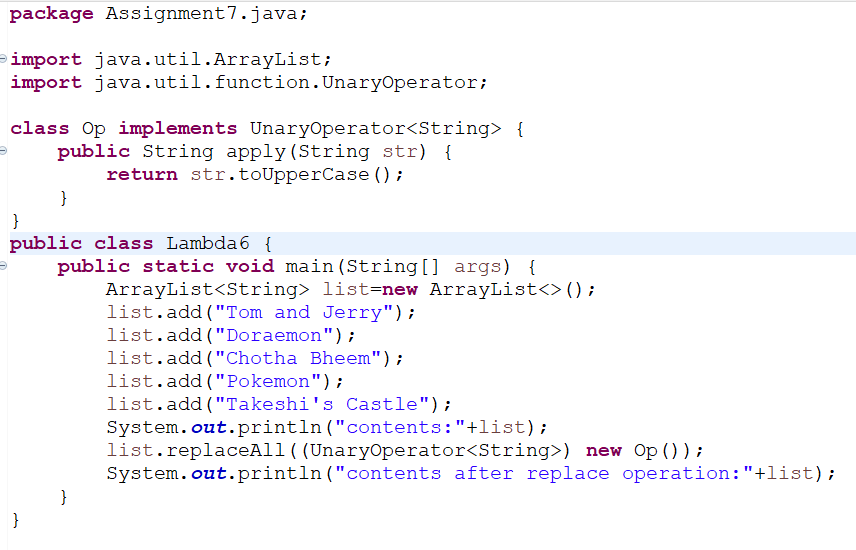 package Assignment7.java;
import java.util.ArrayList;
import java.util.function.UnaryOperator;
class Op implements UnaryOperator<String> {
public String apply(String str) {
return str.toUpperCase();
}
}
public class Lambda6 {
public static void main(String[] args) {
ArrayList<String> list=new ArrayList<>();
list.add("Tom and Jerry");
list.add("Doraemon");
list.add("Chotha Bheem");
list.add("Pokemon");
list.add("Takeshi's Castle");
System.out.println("contents:"+list);
list.replaceAll((UnaryOperator<String>) new Op());
System.out.println("contents after replace operation:"+list);
}
}